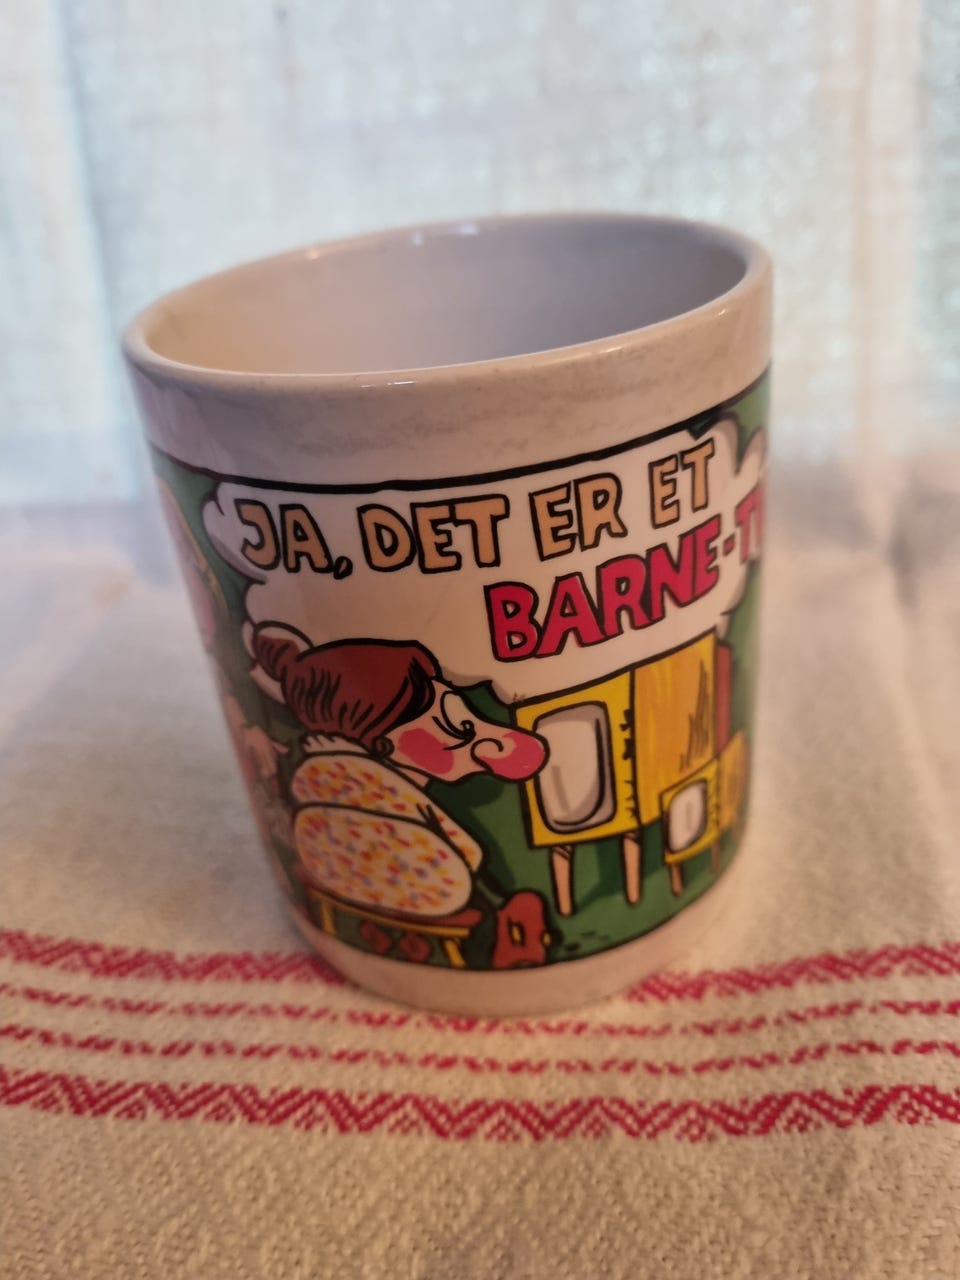 JA, DET ER ET
BARNE-T